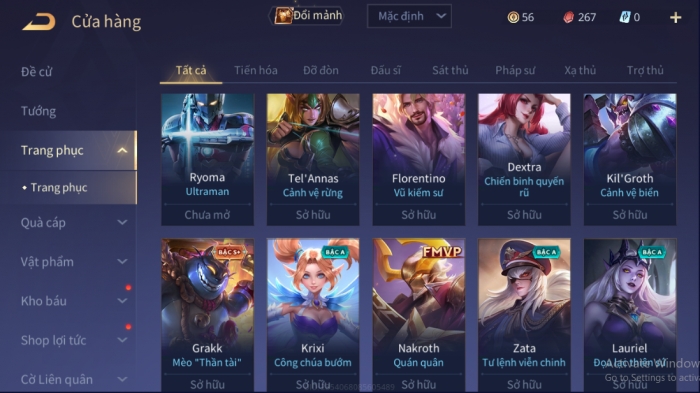 Cửa hàng
Đổi mảnh
Mặc định
56
267
0
Đề cử
Tướng
Trang phục
Trang phục
Quà cáp
Vật phẩm
Kho báu
Shop lợi tức
Cờ Liên quân
Tất cả Tiến hóa Đỡ đòn Đấu sĩ Sát thủ Pháp sư Xạ thủ Trợ thủ
Ryoma
Ultraman
Chưa mở
Tel'Annas
Cảnh vệ rừng
Sở hữu
Florentino
Vũ kiếm sư
Sở hữu
Dextra
Chiến binh quyến
rũ
Sở hữu
Kil'Groth
Cảnh vệ biển
Sở hữu
BẬC S+
Grakk
Mèo "Thần tài"
Sở hữu
BẬC A
Krixi
Công chúa bướm
Sở hữu
FMVP
Nakroth
Quán quân
Sở hữu
BẬC A
Zata
Tư lệnh viễn chinh
Sở hữu
BẬC A
Lauriel
Đọa lạc thiên sứ
Sở hữu
Activate Window
Go to Settings to activa